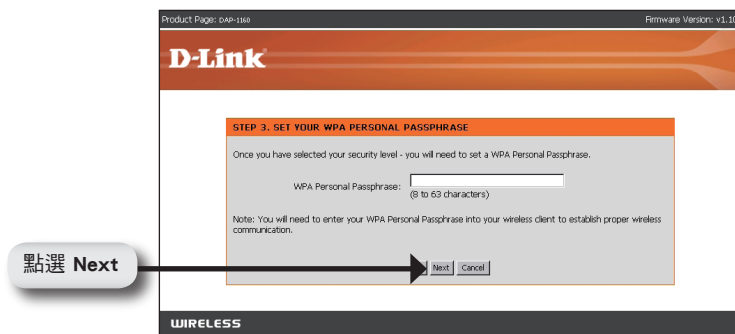 Product Page: DAP-1160
Firmware Version: v1.10
D-Link
STEP 3. SET YOUR WPA PERSONAL PASSPHRASE
Once you have selected your security level - you will need to set a WPA Personal Passphrase.
WPA Personal Passphrase:
(8 to 63 characters)
Note: You will need to enter your WPA Personal Passphrase into your wireless client to establish proper wireless
communication.
點選 Next
Next
Cancel
WIRELESS